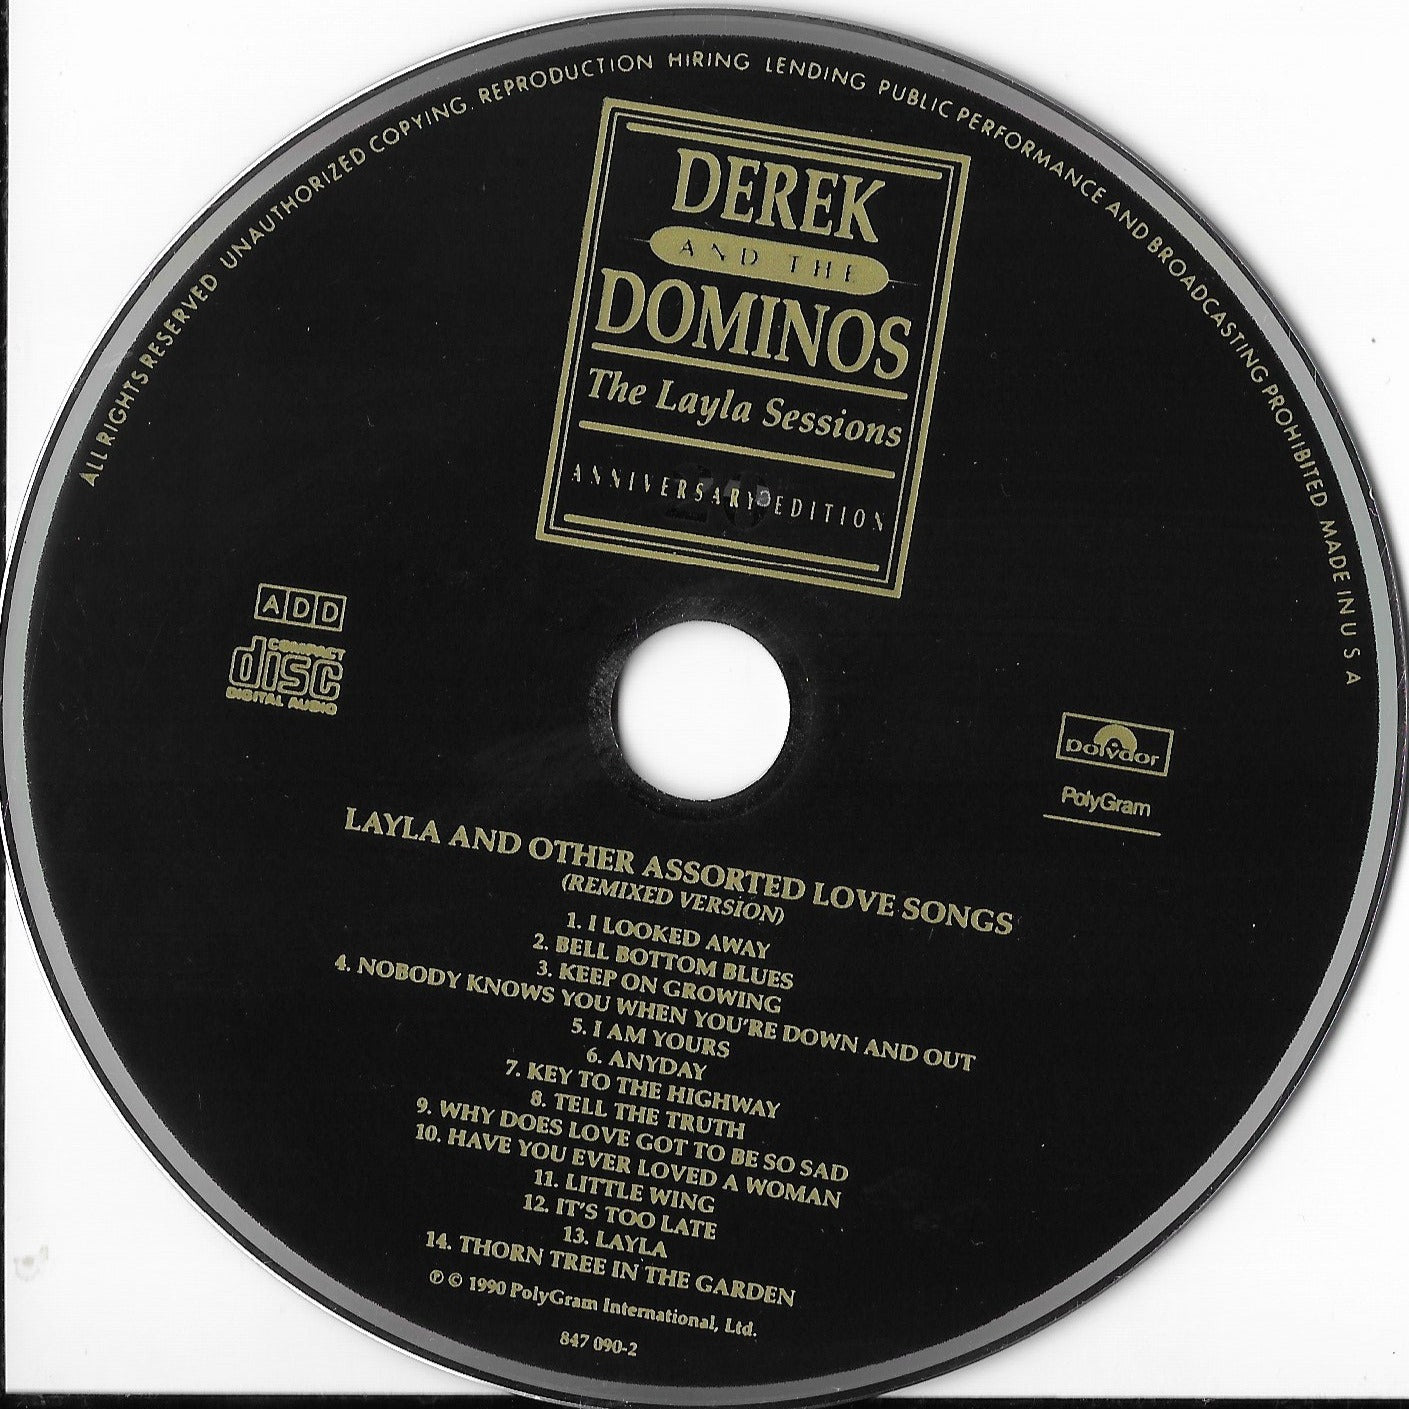 ALL RIGHTS RESERVED UNAUTHORIZED COPYING. REPRODUCTION HIRING LENDING PUBLIC PERFORMANCE AND BROADCASTING PROHIBITED MADE IN U S A
DEREK
AND THE
DOMINOS
The Layla Sessions
20
ANNIVERSARY EDITION
ADD
COMPACT
disc
DIGITAL AUDIO
polydor
PolyGram
LAYLA AND OTHER ASSORTED LOVE SONGS
(REMIXED VERSION)
1. I LOOKED AWAY
2. BELL BOTTOM BLUES
3. KEEP ON GROWING
4. NOBODY KNOWS YOU WHEN YOU'RE DOWN AND OUT
5. I AM YOURS
6. ANYDAY
7. KEY TO THE HIGHWAY
8. TELL THE TRUTH
9. WHY DOES LOVE GOT TO BE SO SAD
10. HAVE YOU EVER LOVED A WOMAN
11. LITTLE WING
12. IT'S TOO LATE
13. LAYLA
14. THORN TREE IN THE GARDEN
℗ © 1990 PolyGram International, Ltd.
847 090-2